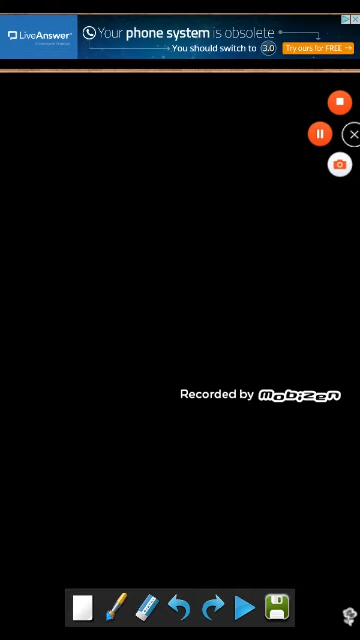 LiveAnswer
Your phone system is obsolete
You should switch to 3.0
Try ours for FREE
Recorded by mobizen